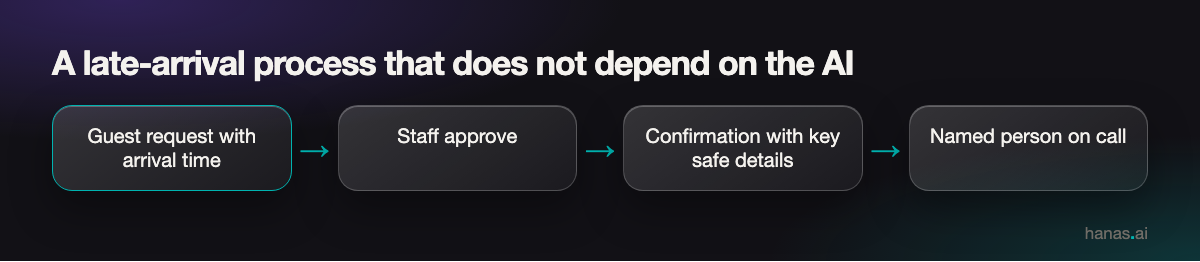 A late-arrival process that does not depend on the AI
Guest request with
arrival time
Staff approve
Confirmation with key
safe details
Named person on call
hanas.ai